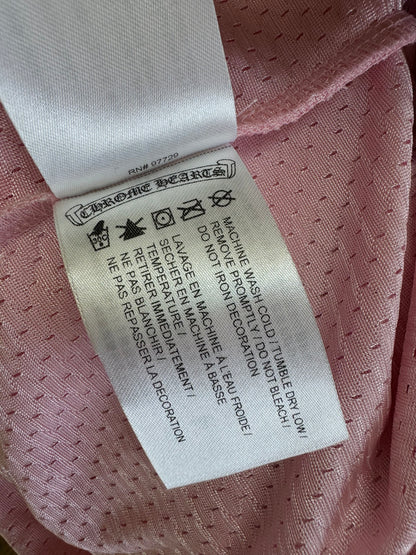 RN# 97729
CHROME HEARTS
MACHINE WASH COLD / TUMBLE DRY LOW /
REMOVE PROMPTLY / DO NOT BLEACH /
DO NOT IRON DECORATION
LAVAGE EN MACHINE À L'EAU FROIDE /
SÉCHER EN MACHINE À BASSE
TEMPÉRATURE /
RETIRER IMMÉDIATEMENT /
NE PAS BLANCHIR /
NE PAS REPASSER LA DÉCORATION